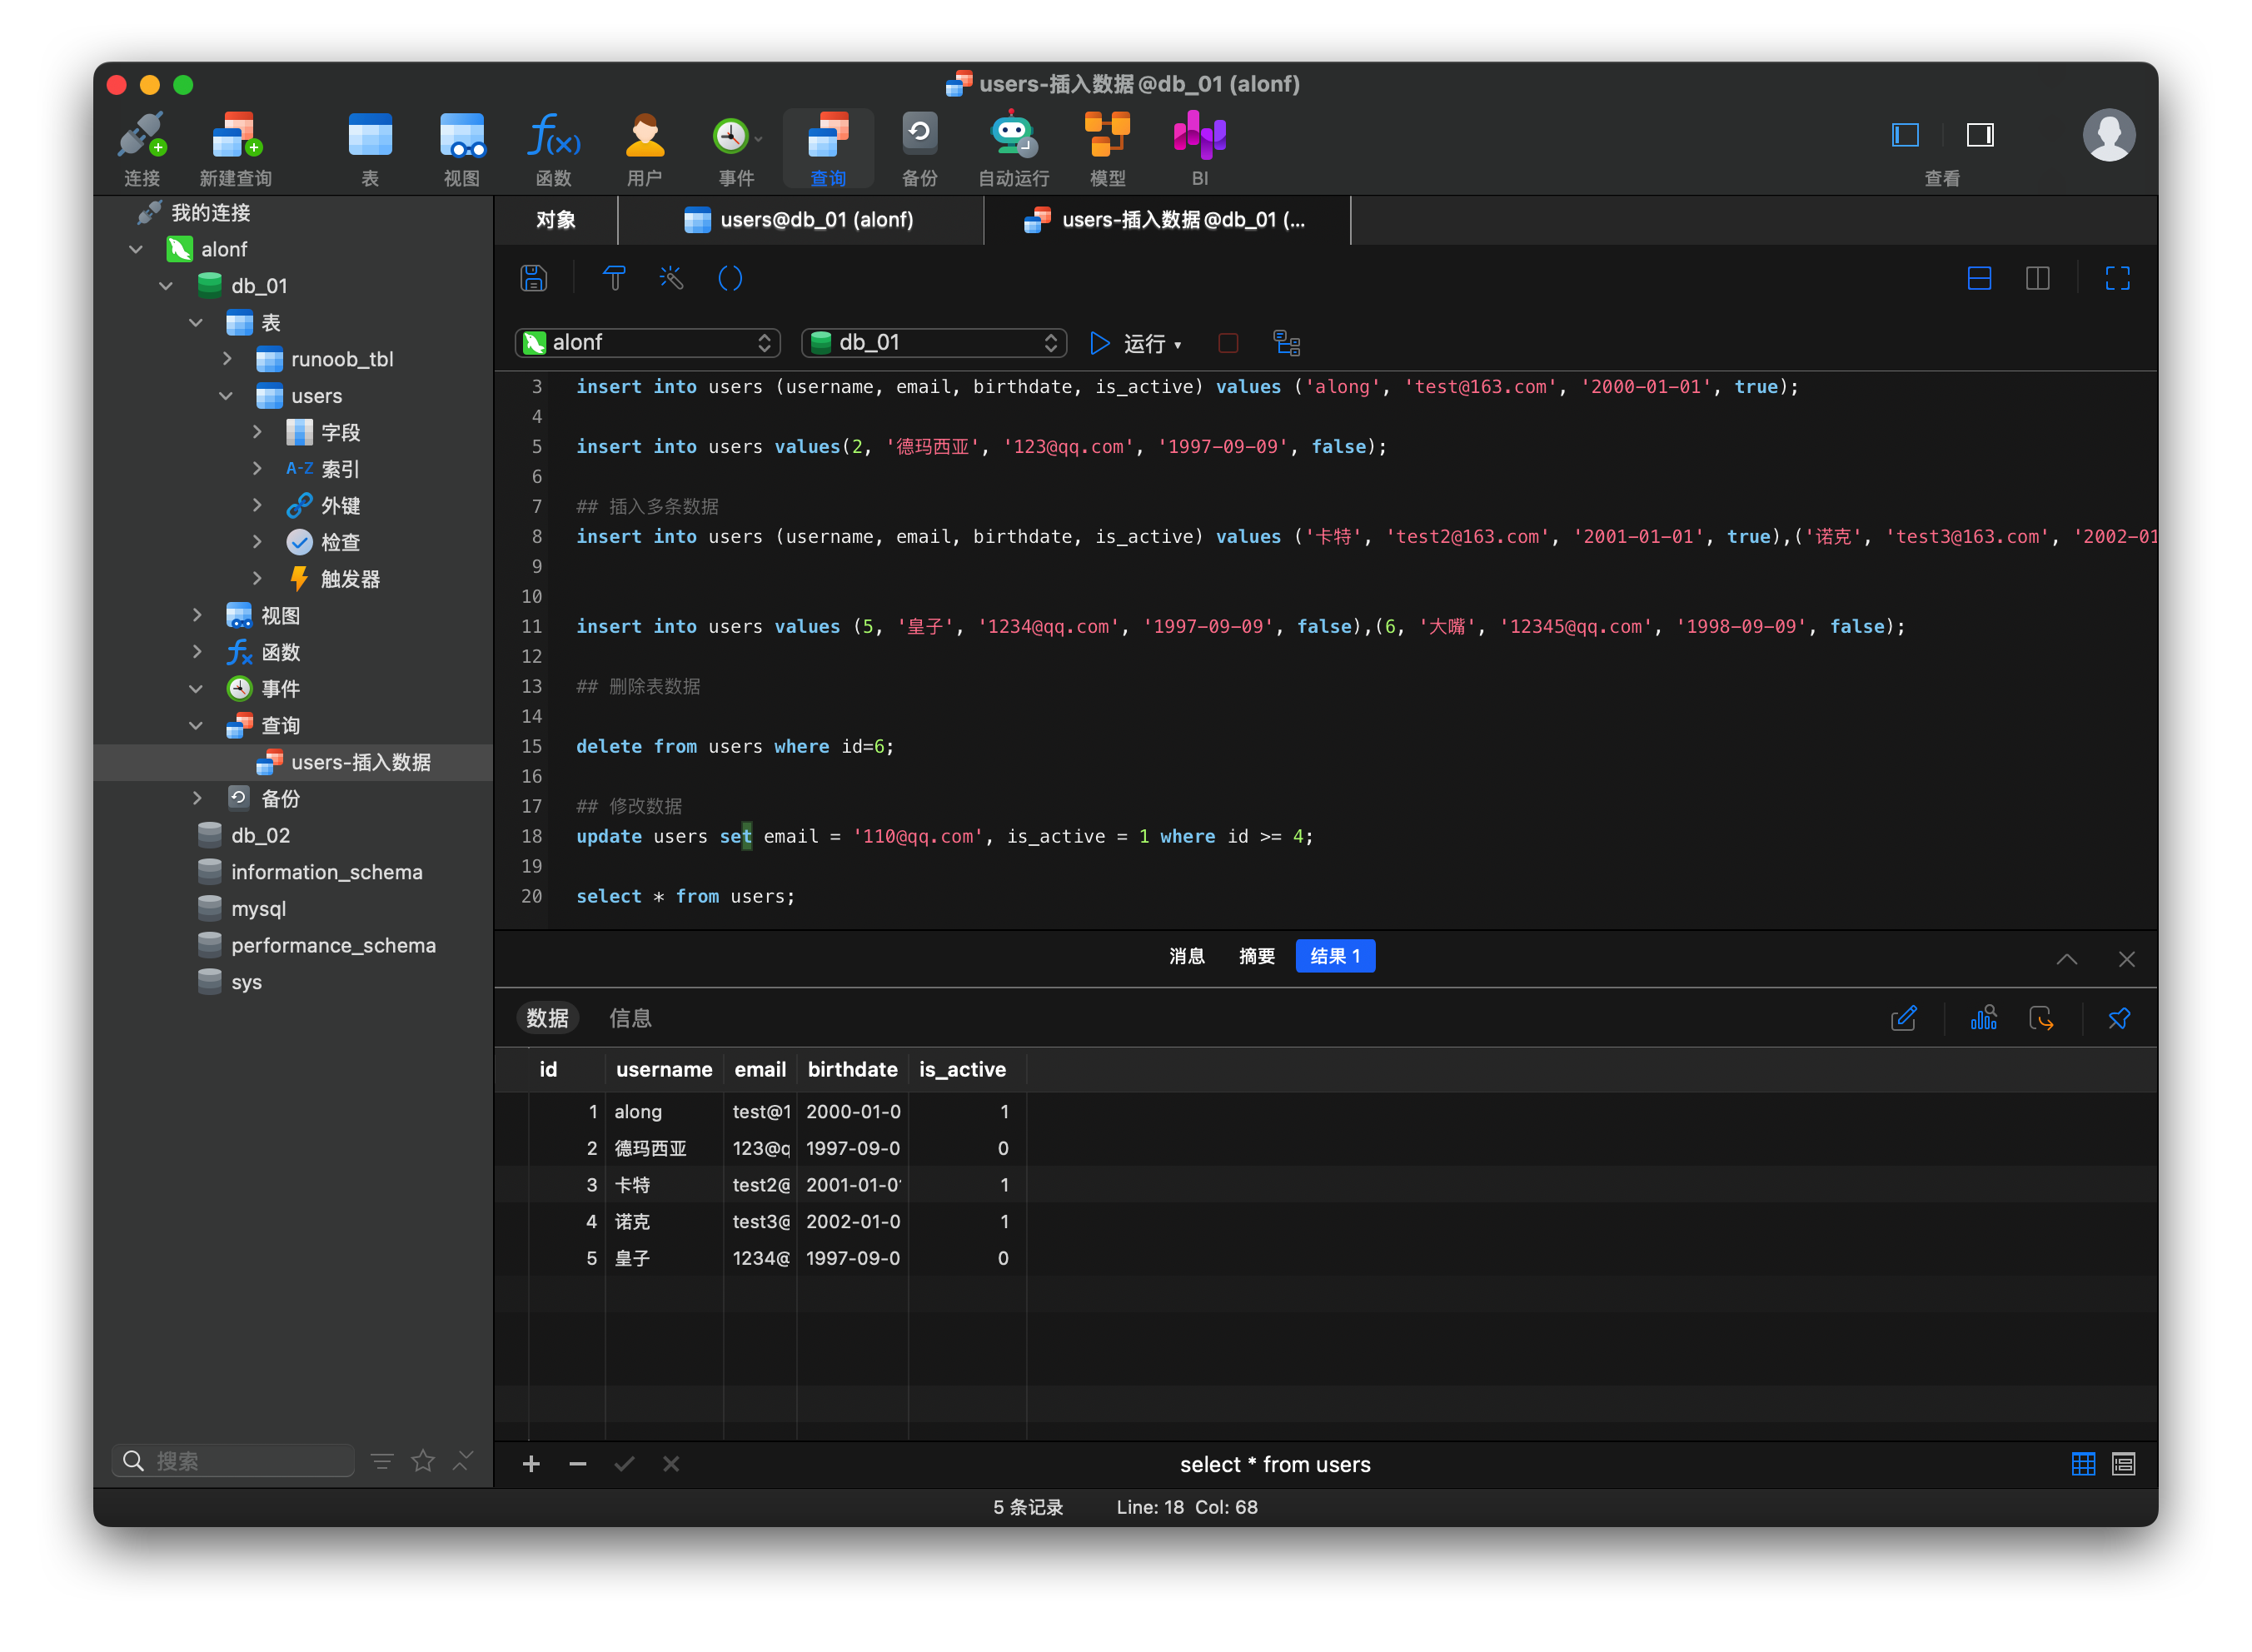 users-插入数据@db_01 (alonf)
连接 新建查询 表 视图 函数 用户 事件 查询 备份 自动运行 模型 BI 查看
我的连接
alonf
db_01
表
runoob_tbl
users
字段
A-Z 索引
外键
检查
触发器
视图
函数
事件
查询
users-插入数据
备份
db_02
information_schema
mysql
performance_schema
sys
搜索
对象 users@db_01 (alonf) users-插入数据@db_01 (...
alonf db_01 运行
3 insert into users (username, email, birthdate, is_active) values ('along', 'test@163.com', '2000-01-01', true);
4
5 insert into users values(2, '德玛西亚', '123@qq.com', '1997-09-09', false);
6
7 ## 插入多条数据
8 insert into users (username, email, birthdate, is_active) values ('卡特', 'test2@163.com', '2001-01-01', true),('诺克', 'test3@163.com', '2002-01
9
10
11 insert into users values (5, '皇子', '1234@qq.com', '1997-09-09', false),(6, '大嘴', '12345@qq.com', '1998-09-09', false);
12
13 ## 删除表数据
14
15 delete from users where id=6;
16
17 ## 修改数据
18 update users set email = '110@qq.com', is_active = 1 where id >= 4;
19
20 select * from users;
消息 摘要 结果 1
数据 信息
id username email birthdate is_active
1 along test@1 2000-01-0 1
2 德玛西亚 123@q 1997-09-0 0
3 卡特 test2@ 2001-01-0 1
4 诺克 test3@ 2002-01-0 1
5 皇子 1234@ 1997-09-0 0
select * from users
5 条记录 Line: 18 Col: 68